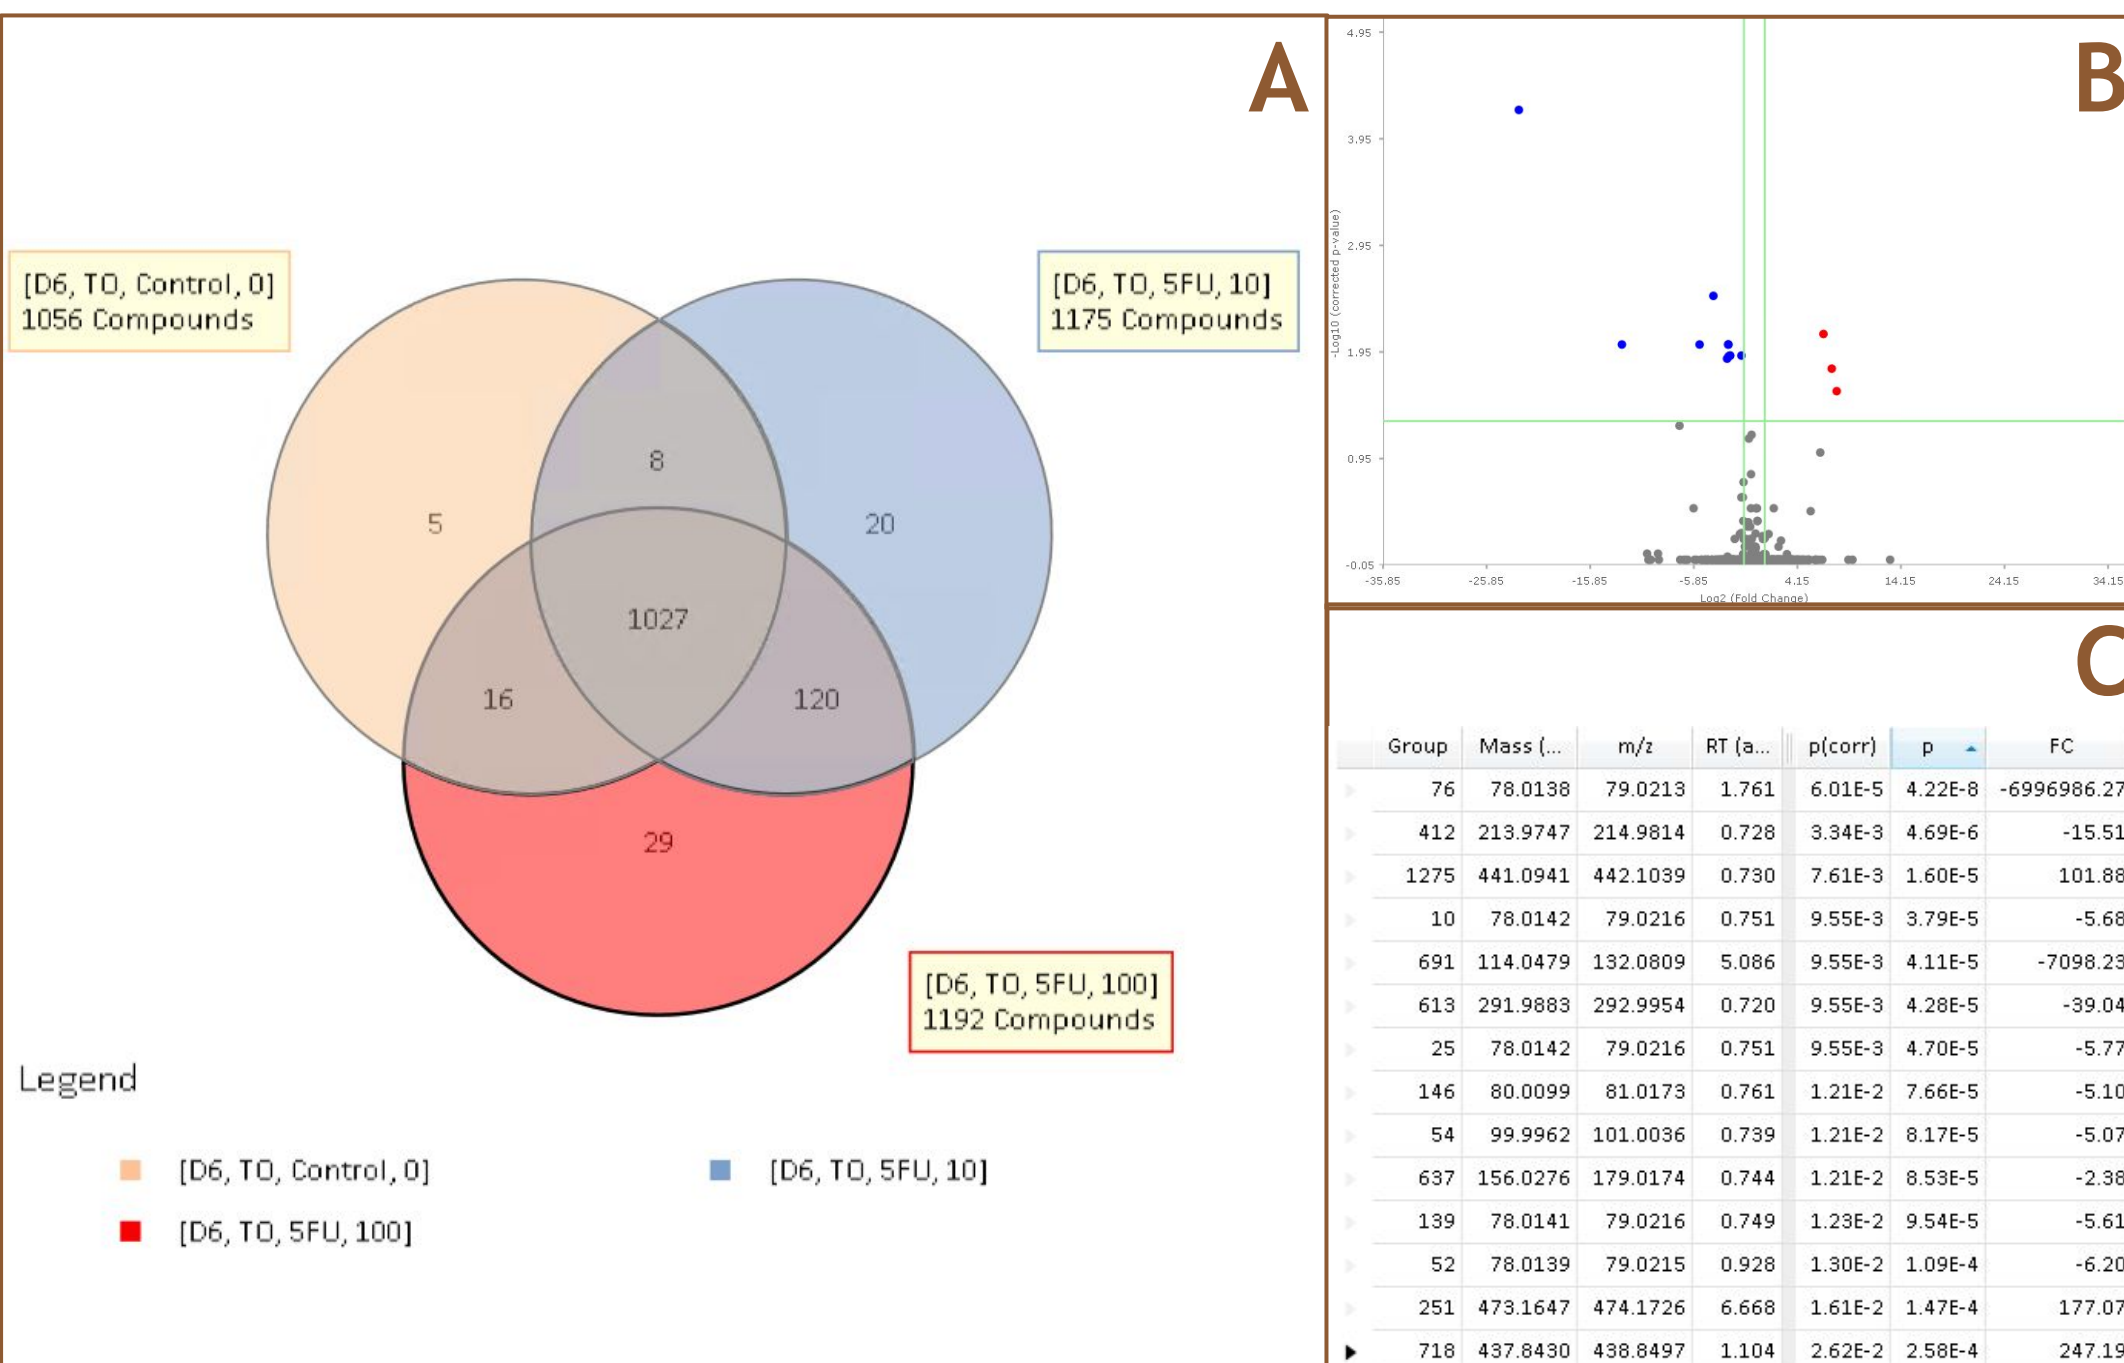 A
[D6, TO, Control, 0]
1056 Compounds
[D6, TO, 5FU, 10]
1175 Compounds
8
5
20
1027
16
120
29
[D6, TO, 5FU, 100]
1192 Compounds
Legend
[D6, TO, Control, 0]
[D6, TO, 5FU, 10]
[D6, TO, 5FU, 100]
B
-Log10 (corrected p-value)
4.95
3.95
2.95
1.95
0.95
-0.05
-35.85 -25.85 -15.85 -5.85 4.15 14.15 24.15 34.15
Log2 (Fold Change)
C
Group Mass (... m/z RT (a... p(corr) p FC
76 78.0138 79.0213 1.761 6.01E-5 4.22E-8 -6996986.27
412 213.9747 214.9814 0.728 3.34E-3 4.69E-6 -15.51
1275 441.0941 442.1039 0.730 7.61E-3 1.60E-5 101.88
10 78.0142 79.0216 0.751 9.55E-3 3.79E-5 -5.68
691 114.0479 132.0809 5.086 9.55E-3 4.11E-5 -7098.23
613 291.9883 292.9954 0.720 9.55E-3 4.28E-5 -39.04
25 78.0142 79.0216 0.751 9.55E-3 4.70E-5 -5.77
146 80.0099 81.0173 0.761 1.21E-2 7.66E-5 -5.10
54 99.9962 101.0036 0.739 1.21E-2 8.17E-5 -5.07
637 156.0276 179.0174 0.744 1.21E-2 8.53E-5 -2.38
139 78.0141 79.0216 0.749 1.23E-2 9.54E-5 -5.61
52 78.0139 79.0215 0.928 1.30E-2 1.09E-4 -6.20
251 473.1647 474.1726 6.668 1.61E-2 1.47E-4 177.07
718 437.8430 438.8497 1.104 2.62E-2 2.58E-4 247.19